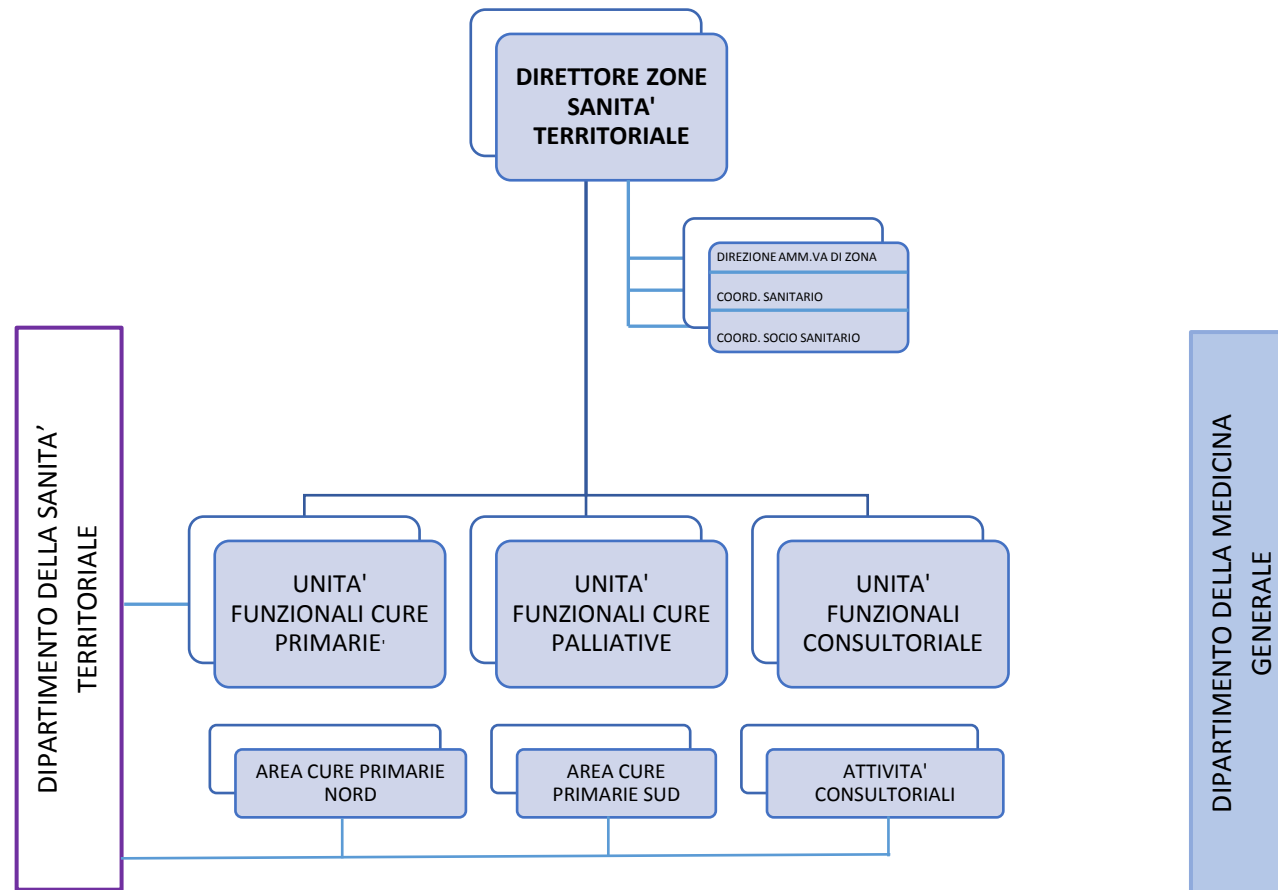 DIRETTORE ZONE
SANITA'
TERRITORIALE
DIREZIONE AMM.VA DI ZONA
COORD. SANITARIO
COORD. SOCIO SANITARIO
DIPARTIMENTO DELLA SANITA’
TERRITORIALE
UNITA'
FUNZIONALI CURE
PRIMARIE'
UNITA'
FUNZIONALI CURE
PALLIATIVE
UNITA'
FUNZIONALI
CONSULTORIALE
DIPARTIMENTO DELLA MEDICINA
GENERALE
AREA CURE PRIMARIE
NORD
AREA CURE
PRIMARIE SUD
ATTIVITA'
CONSULTORIALI